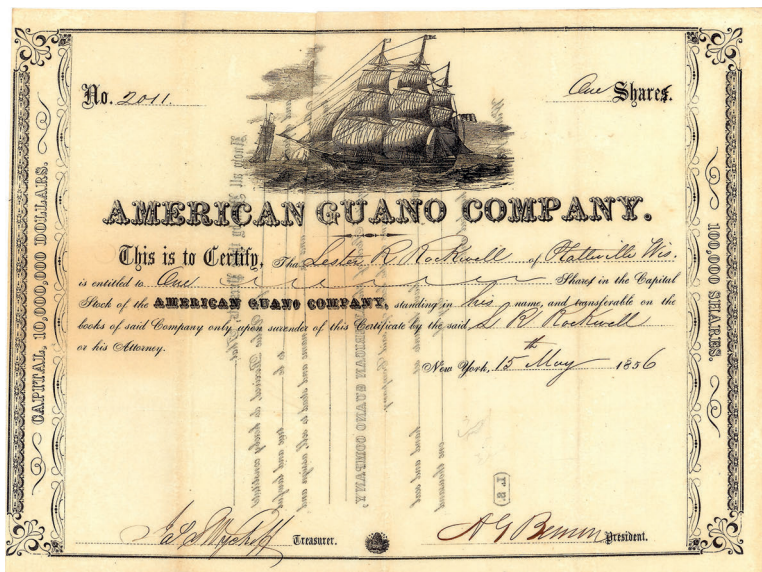 No. 2011.
One Shares.
AMERICAN GUANO COMPANY.
This is to Certify, That Lester R Rockwell of Platteville Wis.
is entitled to One Shares in the Capital
Stock of the AMERICAN GUANO COMPANY, standing in his name, and transferable on the
books of said Company only upon surrender of this Certificate by the said L R Rockwell
or his Attorney.
New York, 15th May 1856
Treasurer.
A G Benson President.
CAPITAL, 10,000,000 DOLLARS.
100,000 SHARES.